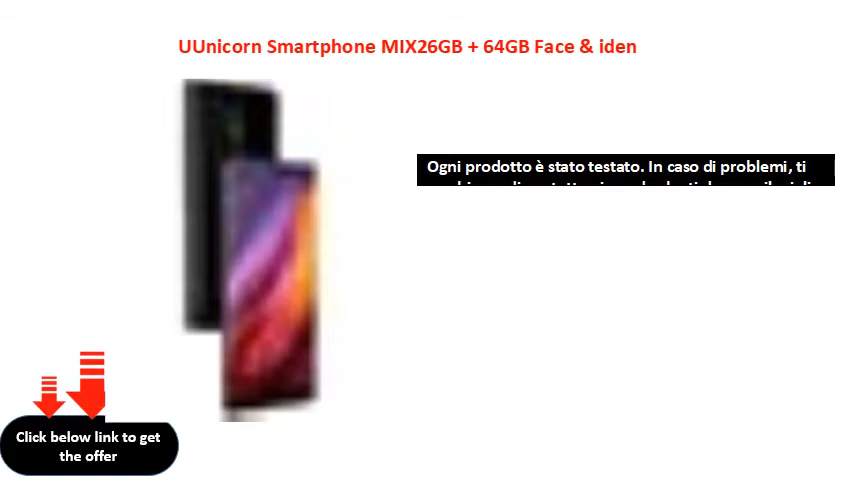 UUnicorn Smartphone MIX26GB + 64GB Face & iden
Ogni prodotto è stato testato. In caso di problemi, ti
Click below link to get
the offer